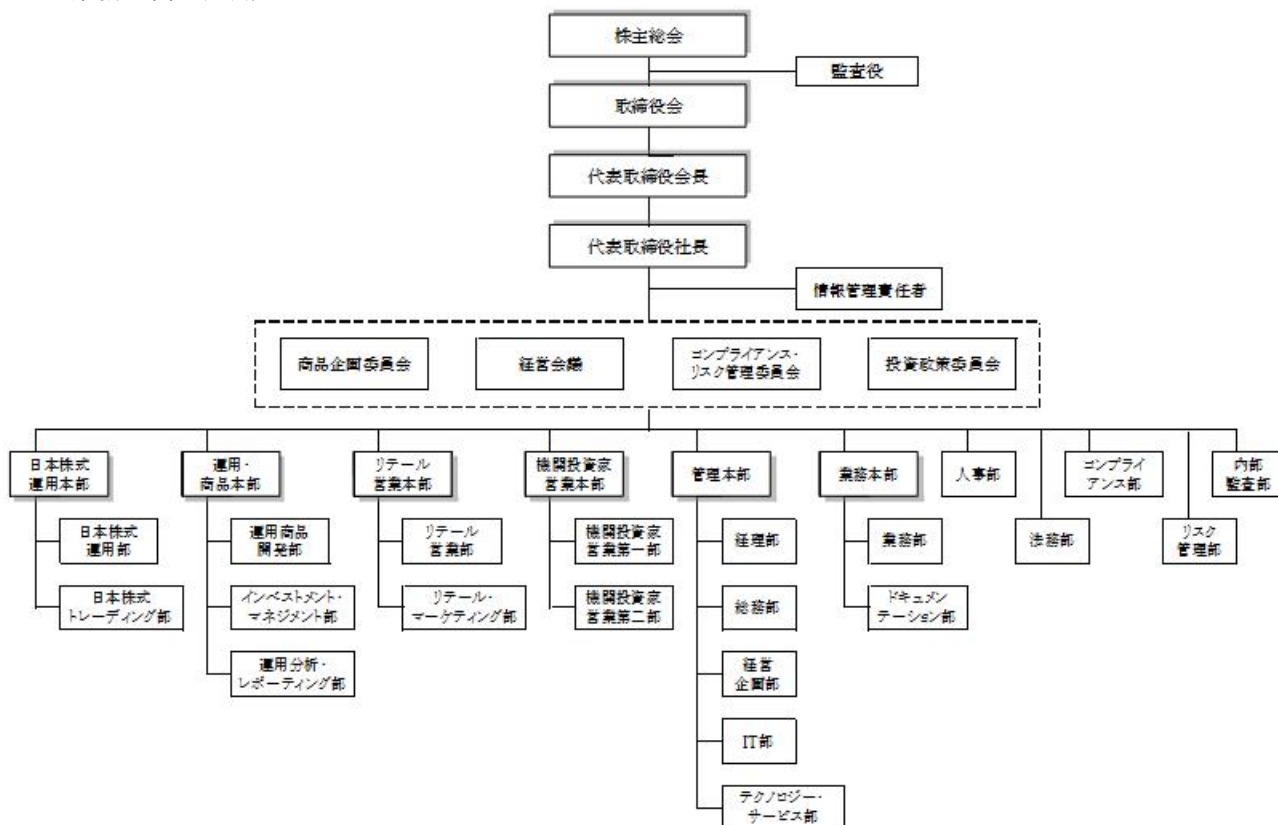 株主総会
監査役
取締役会
代表取締役会長
代表取締役社長
情報管理責任者
商品企画委員会
経営会議
コンプライアンス・
リスク管理委員会
投資政策委員会
日本株式
運用本部
運用・
商品本部
リテール
営業本部
機関投資家
営業本部
管理本部
業務本部
人事部
コンプライ
アンス部
内部
監査部
日本株式
運用部
運用商品
開発部
リテール
営業部
機関投資家
営業第一部
経理部
業務部
法務部
リスク
管理部
日本株式
トレーディング部
インベストメント・
マネジメント部
リテール・
マーケティング部
機関投資家
営業第二部
総務部
ドキュメン
テーション部
運用分析・
レポーティング部
経営
企画部
IT部
テクノロジー・
サービス部